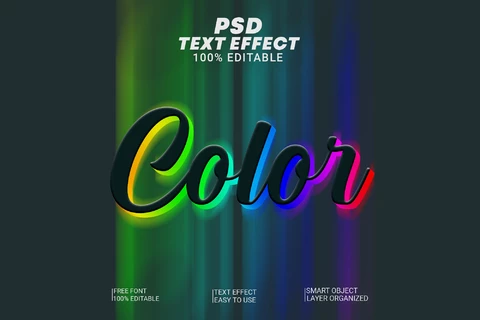 PSD
TEXT EFFECT
100% EDITABLE
Color
FREE FONT
100% EDITABLE
TEXT EFFECT
EASY TO USE
SMART OBJECT
LAYER ORGANIZED